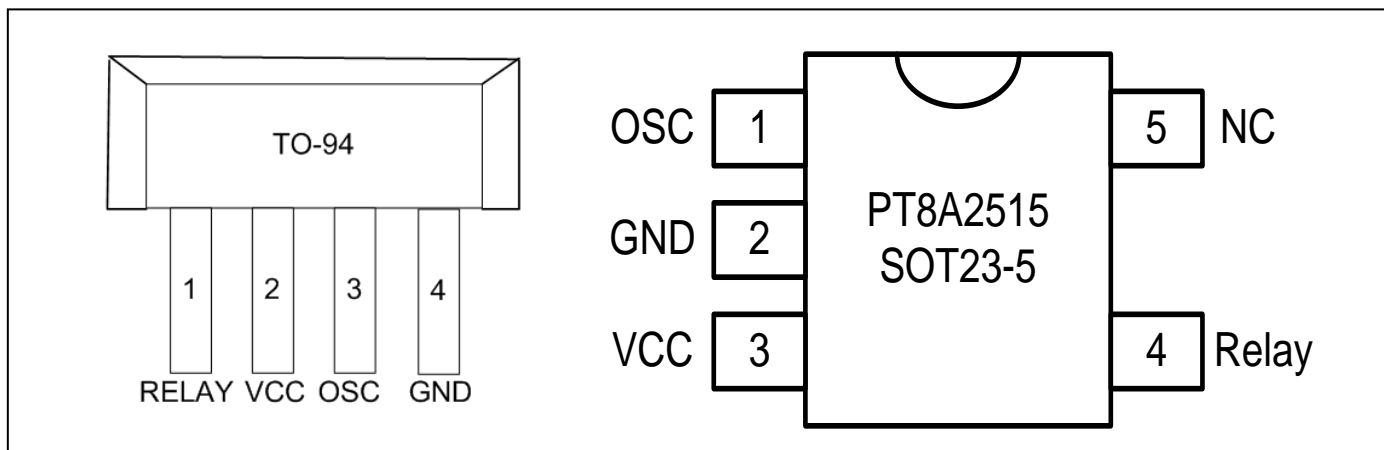 TO-94
1 2 3 4
RELAY VCC OSC GND
OSC 1
GND 2
VCC 3
PT8A2515
SOT23-5
5 NC
4 Relay